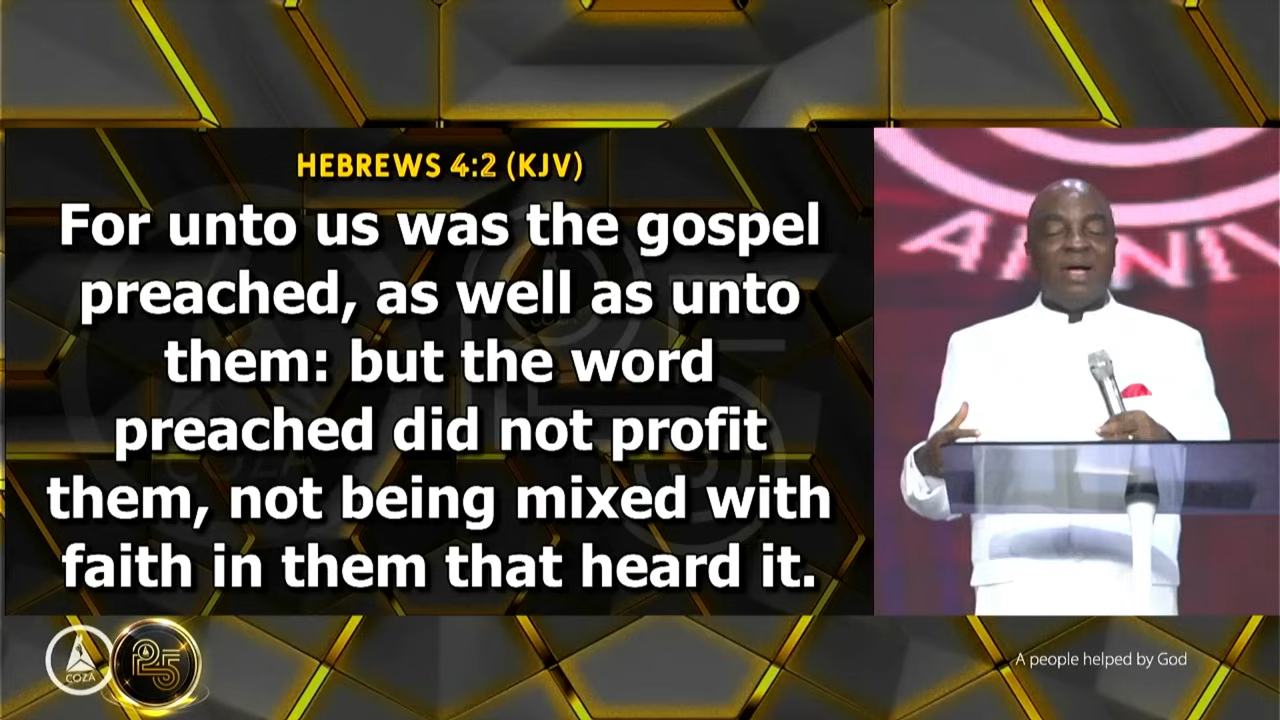 HEBREWS 4:2 (KJV)
For unto us was the gospel
preached, as well as unto
them: but the word
preached did not profit
them, not being mixed with
faith in them that heard it.
ANNIV
COZA
25
A people helped by God